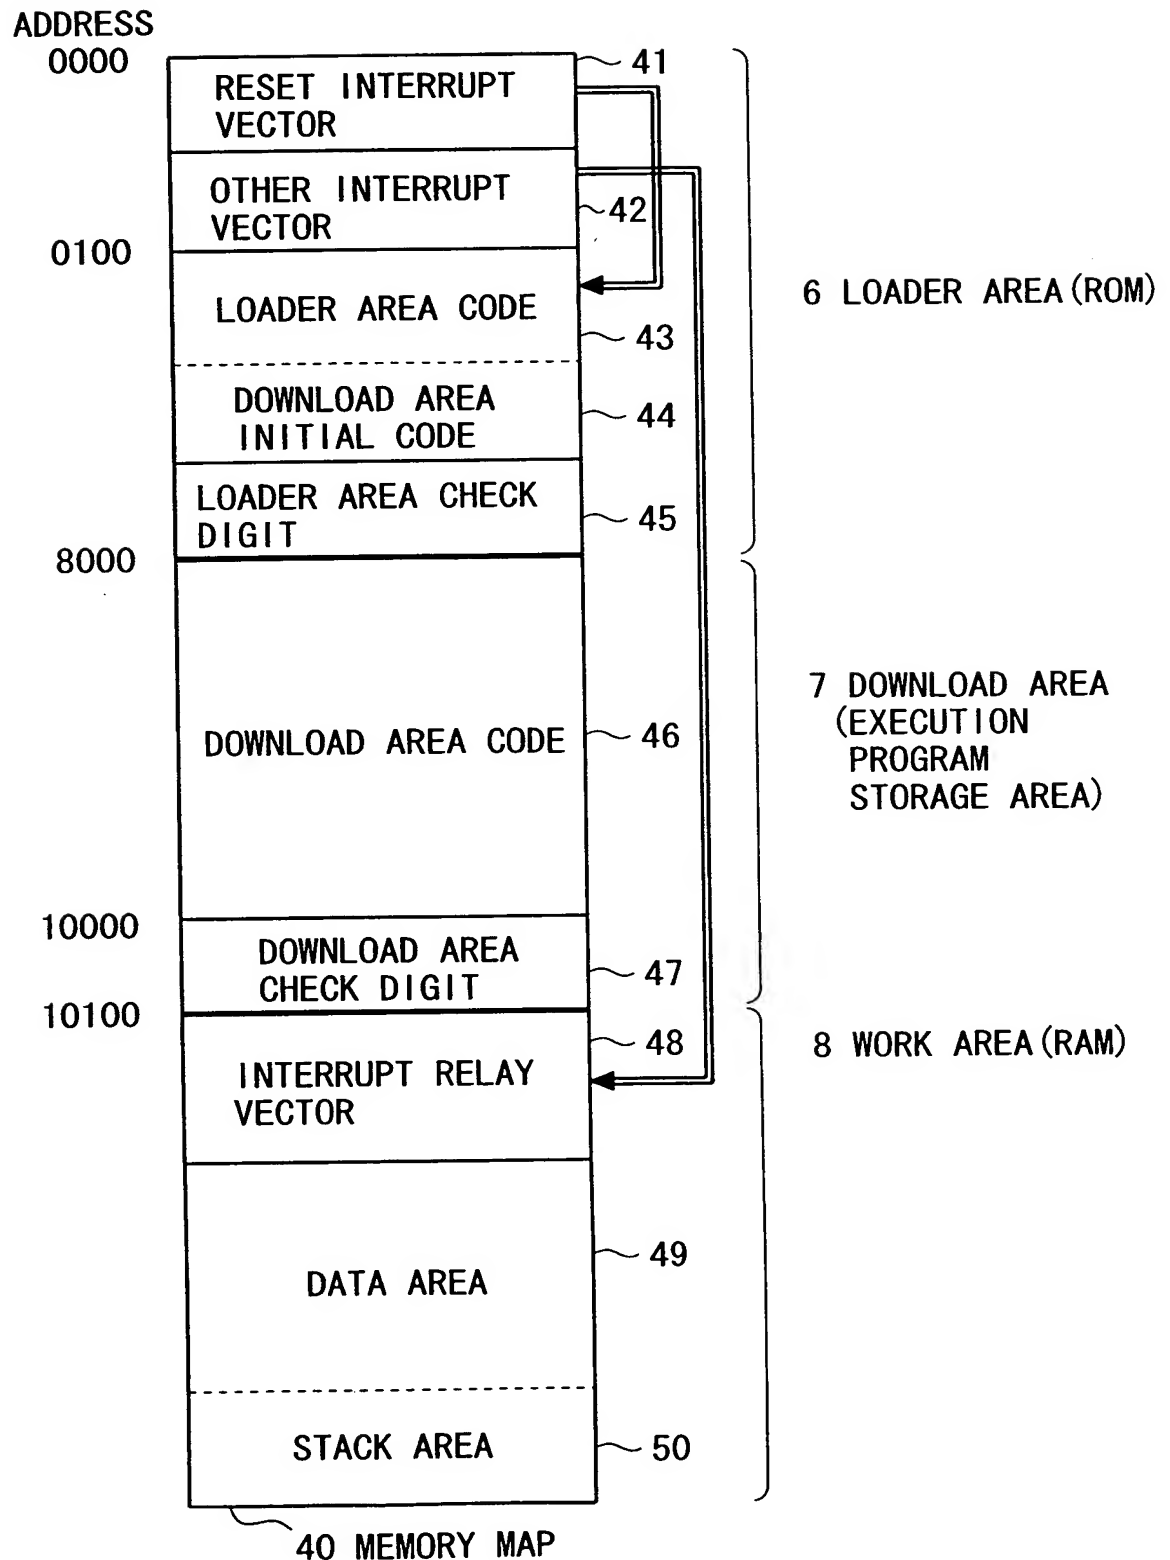 ADDRESS
0000
RESET INTERRUPT
VECTOR
41
OTHER INTERRUPT
VECTOR
42
0100
LOADER AREA CODE
43
6 LOADER AREA(ROM)
DOWNLOAD AREA
INITIAL CODE
44
LOADER AREA CHECK
DIGIT
45
8000
DOWNLOAD AREA CODE
46
7 DOWNLOAD AREA
(EXECUTION
PROGRAM
STORAGE AREA)
10000
DOWNLOAD AREA
CHECK DIGIT
47
10100
INTERRUPT RELAY
VECTOR
48
8 WORK AREA(RAM)
DATA AREA
49
STACK AREA
50
40 MEMORY MAP